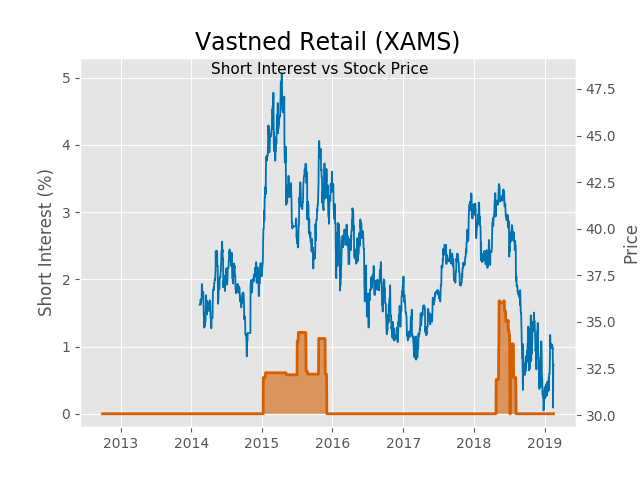 Vastned Retail (XAMS)
Short Interest vs Stock Price
Short Interest (%)
5
4
3
2
1
0
47.5
45.0
42.5
40.0
37.5
35.0
32.5
30.0
Price
2013 2014 2015 2016 2017 2018 2019